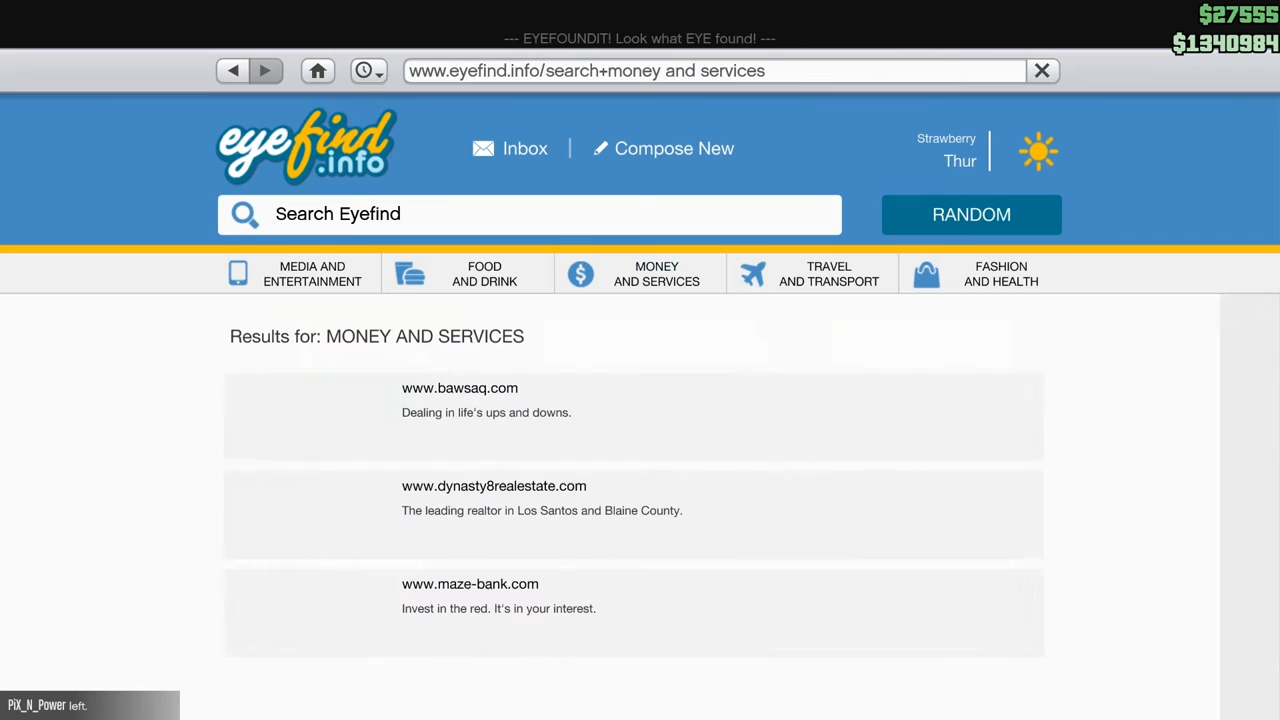 $27555
--- EYEFOUNDIT! Look what EYE found! ---
$1340984
www.eyefind.info/search+money and services
eyefind
.info
Inbox
Compose New
Strawberry
Thur
Search Eyefind
RANDOM
MEDIA AND
ENTERTAINMENT
FOOD
AND DRINK
MONEY
AND SERVICES
TRAVEL
AND TRANSPORT
FASHION
AND HEALTH
Results for: MONEY AND SERVICES
www.bawsaq.com
Dealing in life's ups and downs.
www.dynasty8realestate.com
The leading realtor in Los Santos and Blaine County.
www.maze-bank.com
Invest in the red. It's in your interest.
PiX_N_Power left.